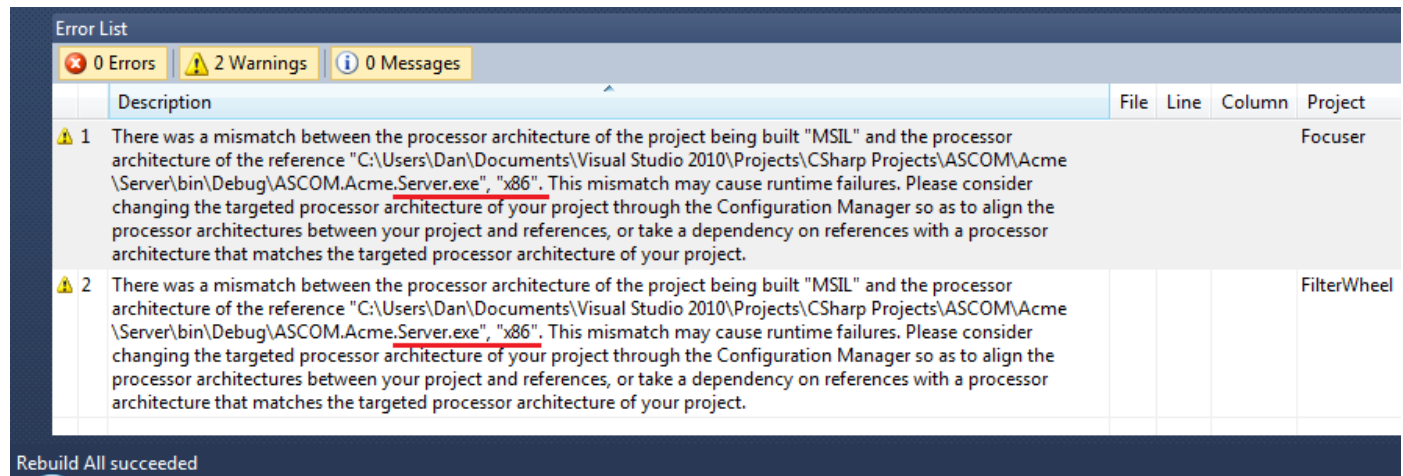 Error List
0 Errors 2 Warnings 0 Messages
Description File Line Column Project
1 There was a mismatch between the processor architecture of the project being built "MSIL" and the processor Focuser
architecture of the reference "C:\Users\Dan\Documents\Visual Studio 2010\Projects\CSharp Projects\ASCOM\Acme
\Server\bin\Debug\ASCOM.Acme.Server.exe", "x86". This mismatch may cause runtime failures. Please consider
changing the targeted processor architecture of your project through the Configuration Manager so as to align the
processor architectures between your project and references, or take a dependency on references with a processor
architecture that matches the targeted processor architecture of your project.
2 There was a mismatch between the processor architecture of the project being built "MSIL" and the processor FilterWheel
architecture of the reference "C:\Users\Dan\Documents\Visual Studio 2010\Projects\CSharp Projects\ASCOM\Acme
\Server\bin\Debug\ASCOM.Acme.Server.exe", "x86". This mismatch may cause runtime failures. Please consider
changing the targeted processor architecture of your project through the Configuration Manager so as to align the
processor architectures between your project and references, or take a dependency on references with a processor
architecture that matches the targeted processor architecture of your project.
Rebuild All succeeded